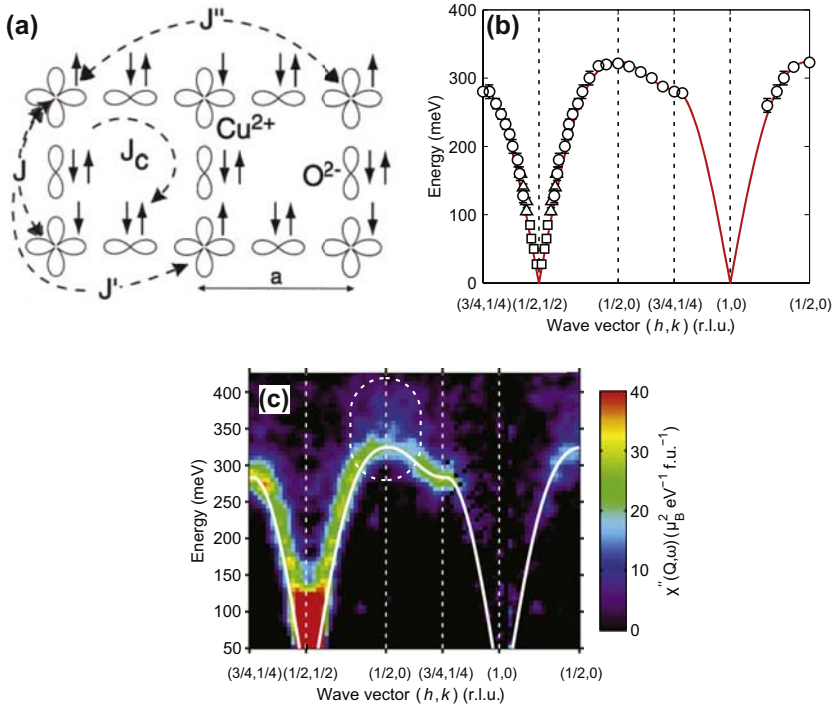 (a)
J''
Cu²⁺
J
J_C
O²⁻
J'
a
(b)
400
300
200
100
0
Energy (meV)
(3/4,1/4) (1/2,1/2) (1/2,0) (3/4,1/4) (1,0) (1/2,0)
Wave vector (h,k) (r.l.u.)
(c)
400
350
300
250
200
150
100
50
Energy (meV)
(3/4,1/4) (1/2,1/2) (1/2,0) (3/4,1/4) (1,0) (1/2,0)
Wave vector (h,k) (r.l.u.)
40
30
20
10
0
χ''(Q,ω) (μ_B² eV⁻¹ f.u.⁻¹)